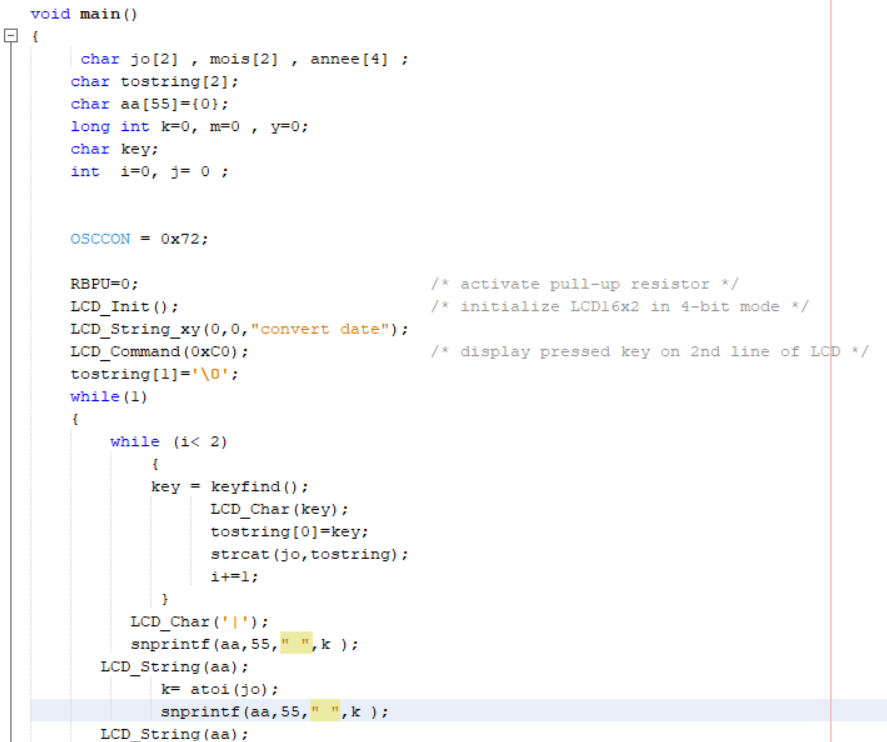 void main()
{
char jo[2] , mois[2] , annee[4] ;
char tostring[2];
char aa[55]={0};
long int k=0, m=0 , y=0;
char key;
int  i=0, j= 0 ;
OSCCON = 0x72;
RBPU=0; /* activate pull-up resistor */
LCD_Init(); /* initialize LCD16x2 in 4-bit mode */
LCD_String_xy(0,0,"convert date");
LCD_Command(0xC0); /* display pressed key on 2nd line of LCD */
tostring[1]='\0';
while(1)
{
while (i< 2)
{
key = keyfind();
LCD_Char(key);
tostring[0]=key;
strcat(jo,tostring);
i+=1;
}
LCD_Char('|');
snprintf(aa,55," ",k );
LCD_String(aa);
k= atoi(jo);
snprintf(aa,55," ",k );
LCD_String(aa);